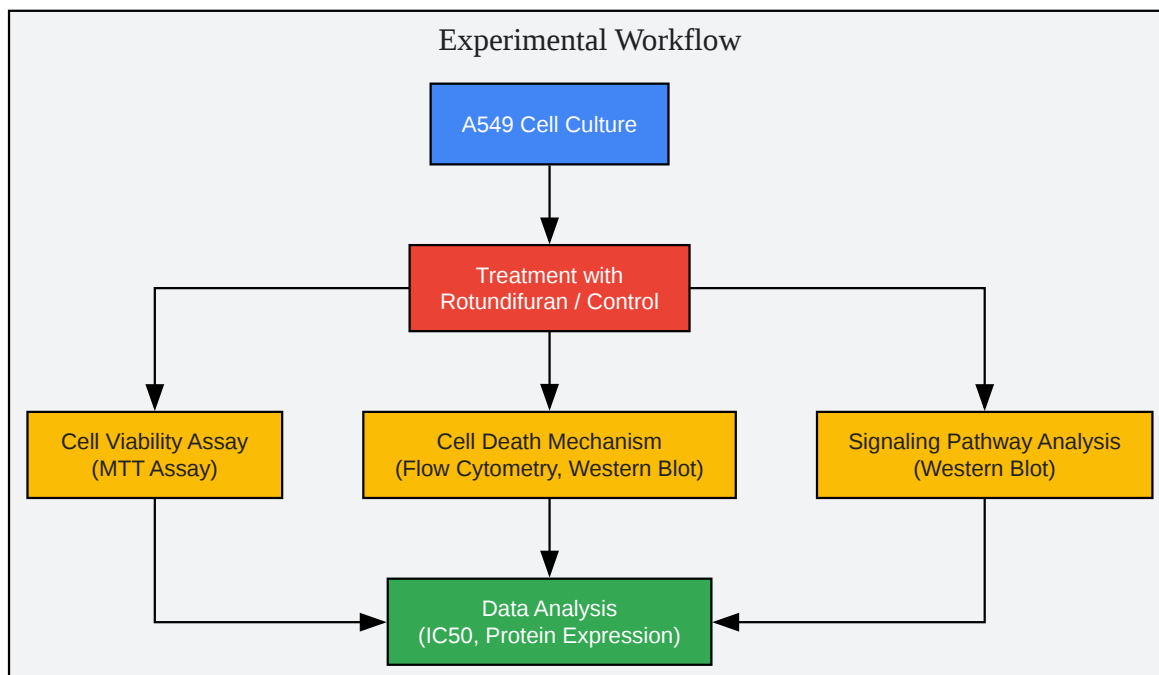 Experimental Workflow
A549 Cell Culture
Treatment with
Rotundifuran / Control
Cell Viability Assay
(MTT Assay)
Cell Death Mechanism
(Flow Cytometry, Western Blot)
Signaling Pathway Analysis
(Western Blot)
Data Analysis
(IC50, Protein Expression)